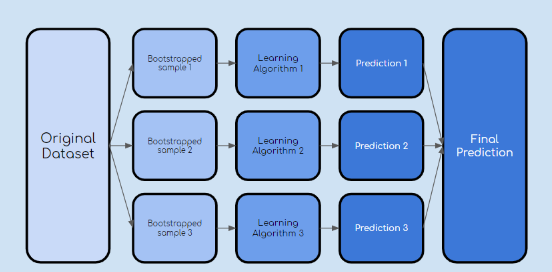 Original
Dataset
Bootstrapped
sample 1
Learning
Algorithm 1
Prediction 1
Bootstrapped
sample 2
Learning
Algorithm 2
Prediction 2
Bootstrapped
sample 3
Learning
Algorithm 3
Prediction 3
Final
Prediction